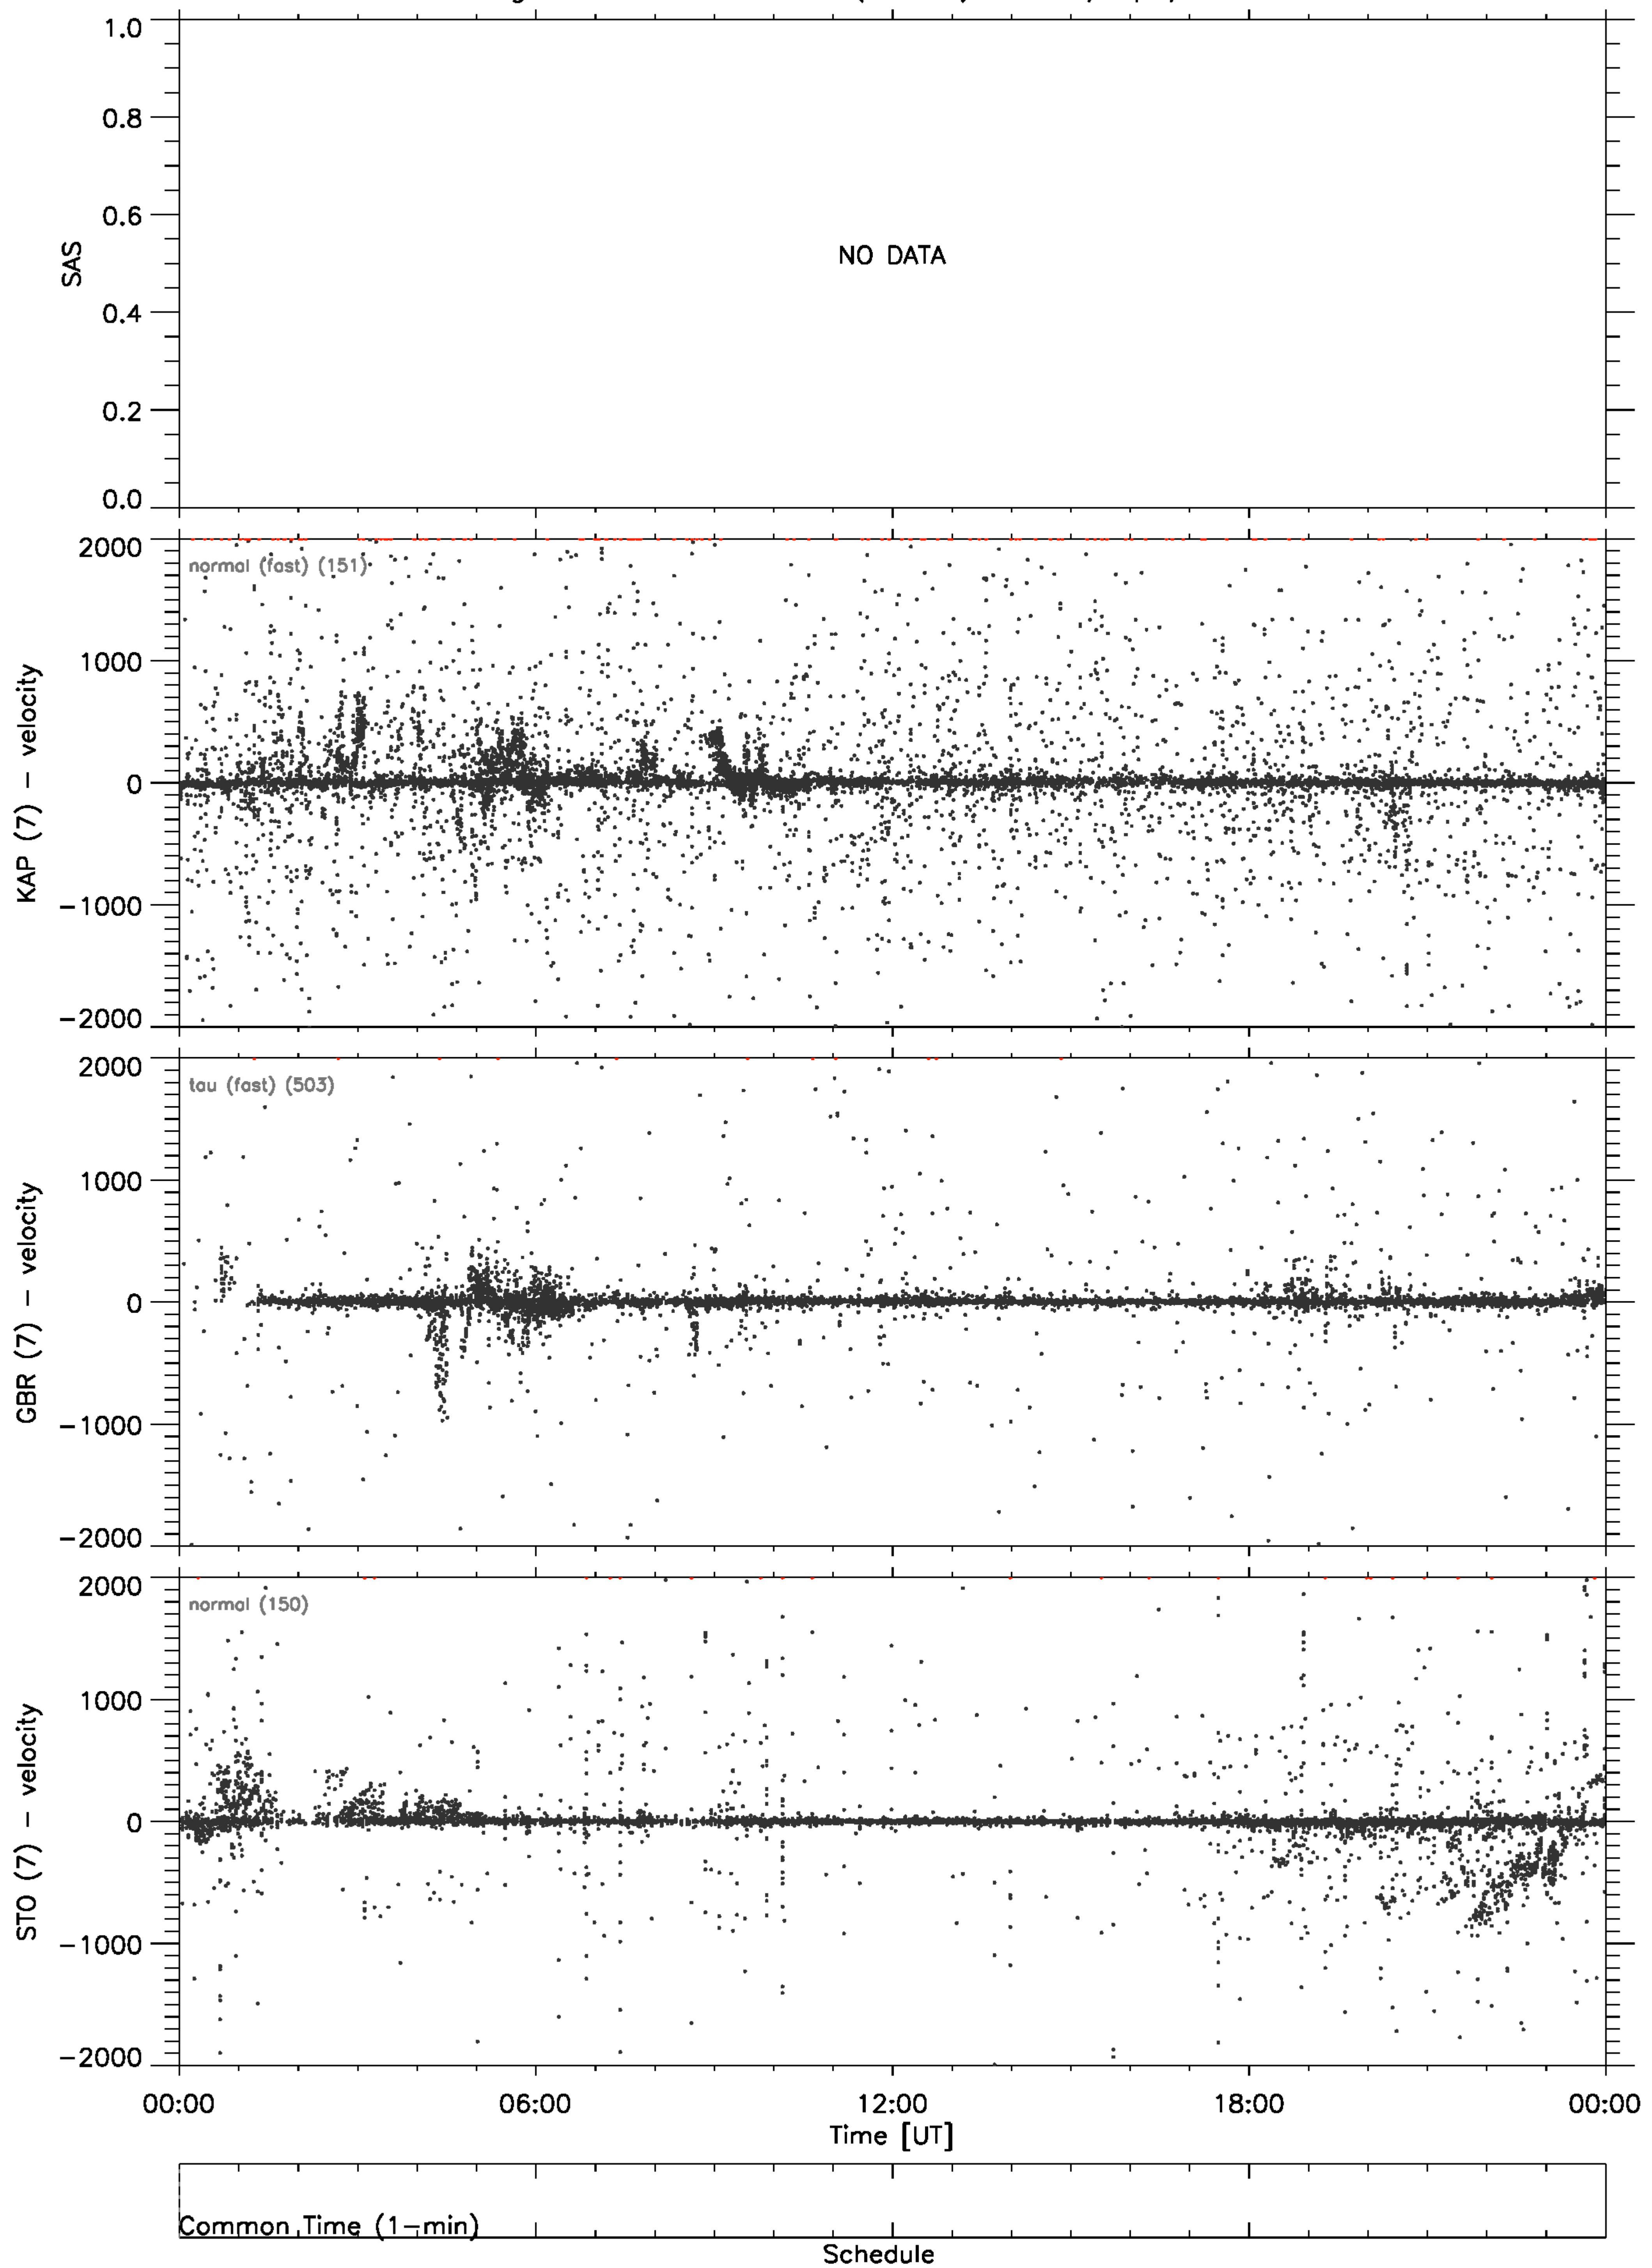 1.0
0.8
0.6
0.4
0.2
0.0
SAS
NO DATA
2000
1000
0
−1000
−2000
KAP (7) − velocity
normal (fast) (151)
2000
1000
0
−1000
−2000
GBR (7) − velocity
tau (fast) (503)
2000
1000
0
−1000
−2000
STO (7) − velocity
normal (150)
00:00 06:00 12:00 18:00 00:00
Time [UT]
Common Time (1−min)
Schedule